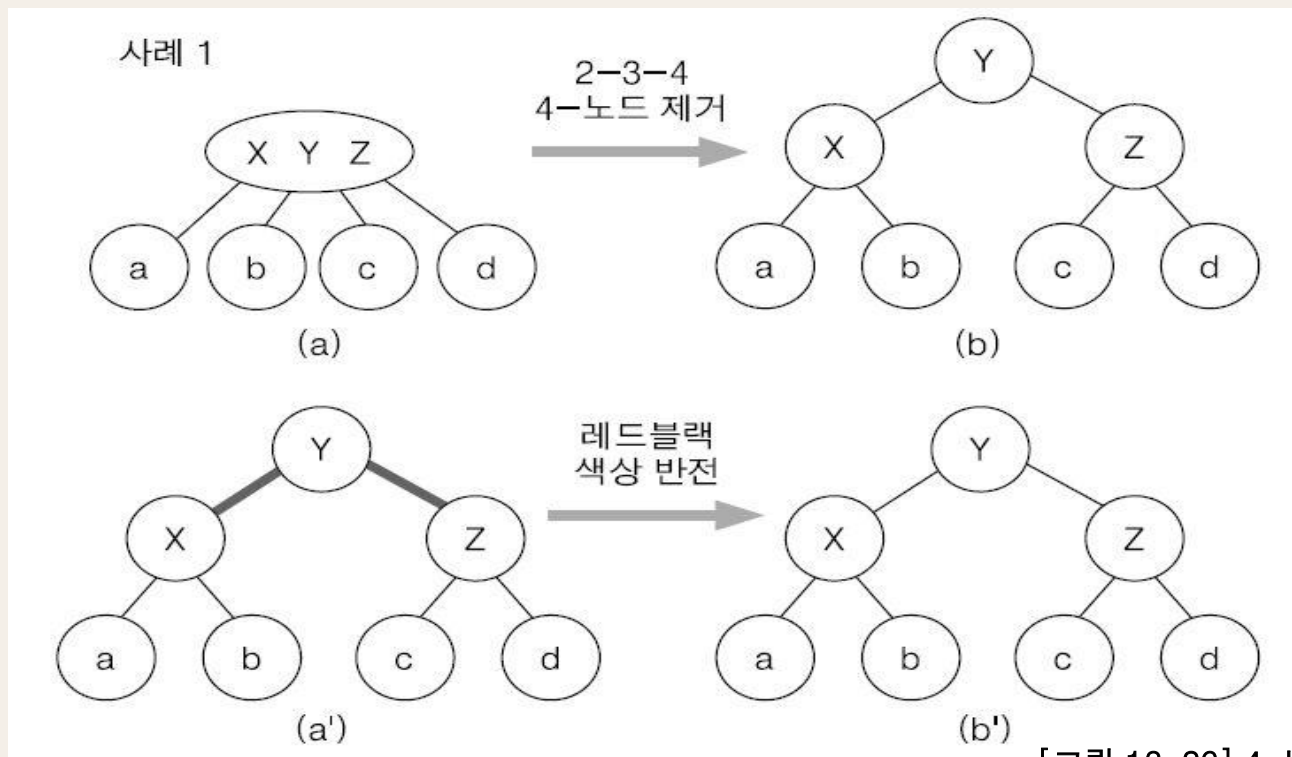 사례 1
2-3-4
4-노드 제거
X Y Z
a b c d
(a)
Y
X Z
a b c d
(b)
레드블랙
색상 반전
Y
X Z
a b c d
(a')
Y
X Z
a b c d
(b')